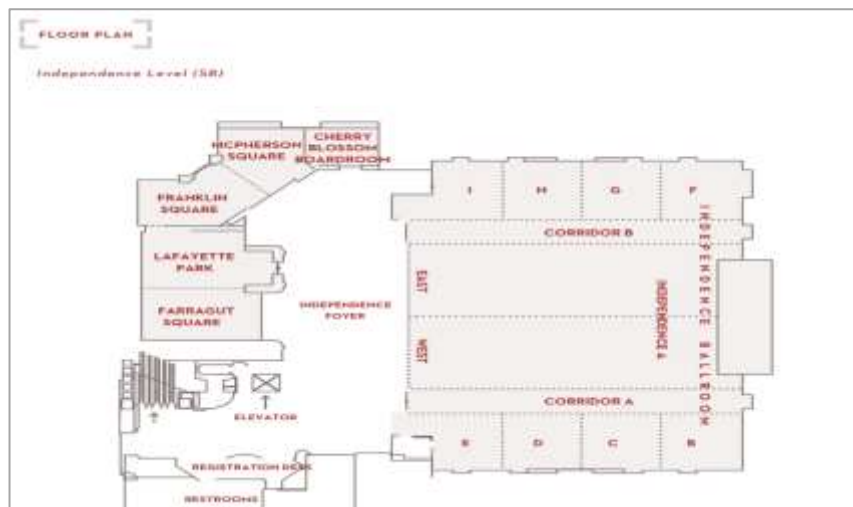 FLOOR PLAN
Independence Level (5B)
MCPHERSON
SQUARE
CHERRY
BLOSSOM
BOARDROOM
FRANKLIN
SQUARE
I
H
G
F
CORRIDOR B
LAFAYETTE
PARK
EAST
INDEPENDENCE BALLROOM
INDEPENDENCE A
FARRAGUT
SQUARE
INDEPENDENCE
FOYER
WEST
CORRIDOR A
ELEVATOR
E
D
C
B
REGISTRATION DESK
RESTROOMS